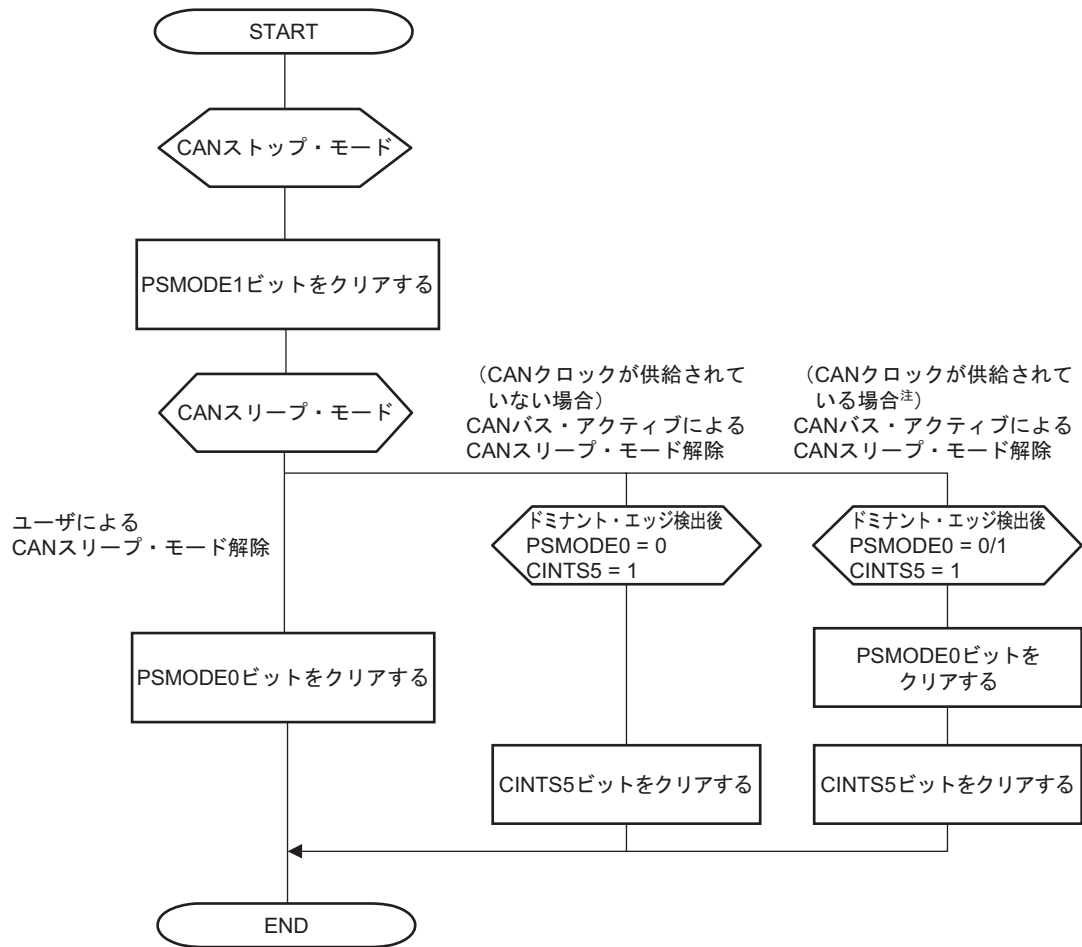 START
CANストップ・モード
PSMODE1ビットをクリアする
CANスリープ・モード
（CANクロックが供給されて
いない場合）
CANバス・アクティブによる
CANスリープ・モード解除
（CANクロックが供給されて
いる場合注）
CANバス・アクティブによる
CANスリープ・モード解除
ユーザによる
CANスリープ・モード解除
ドミナント・エッジ検出後
PSMODE0 = 0
CINTS5 = 1
ドミナント・エッジ検出後
PSMODE0 = 0/1
CINTS5 = 1
PSMODE0ビットをクリアする
PSMODE0ビットを
クリアする
CINTS5ビットをクリアする
CINTS5ビットをクリアする
END